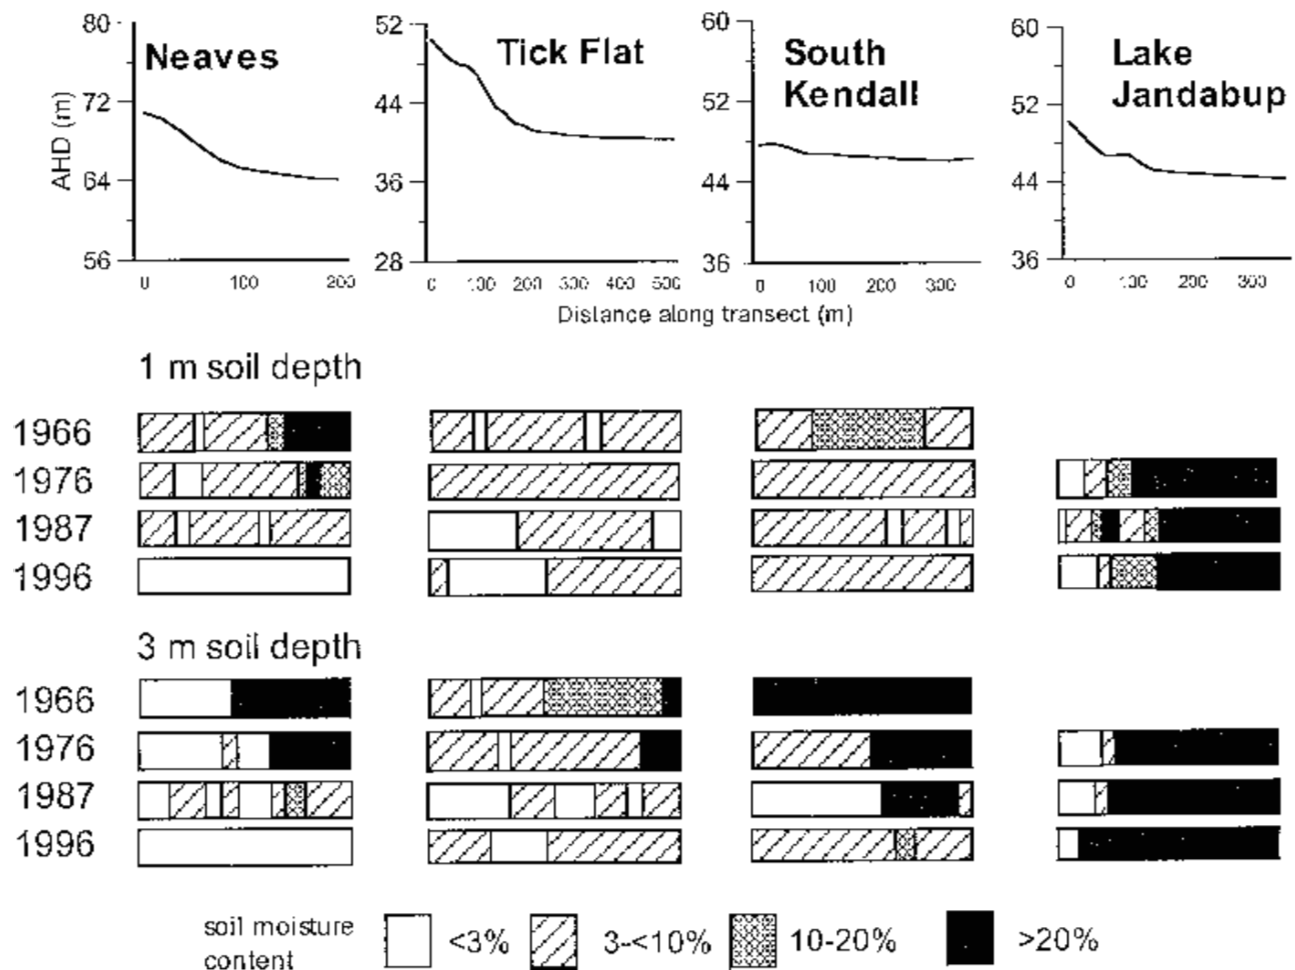 Neaves
80
72
64
56
AHD (m)
0 100 200
Tick Flat
52
44
36
28
0 100 200 300 400 500
South
Kendall
60
52
44
36
0 100 200 300
Lake
Jandabup
60
52
44
36
0 100 200 300
Distance along transect (m)
1 m soil depth
1966
1976
1987
1996
3 m soil depth
1966
1976
1987
1996
soil moisture
content
<3% 3-<10% 10-20% >20%